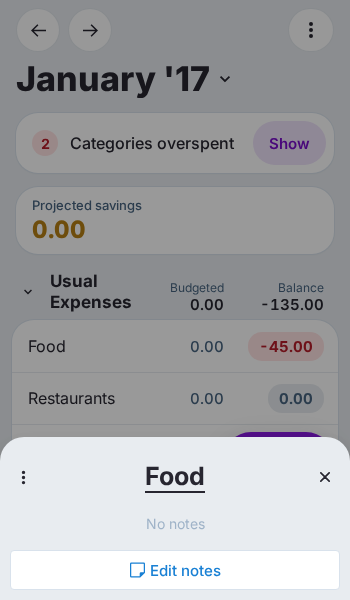 January '17
2 Categories overspent Show
Projected savings
0.00
Usual
Expenses
Budgeted Balance
0.00 -135.00
Food 0.00 -45.00
Restaurants 0.00 0.00
Food
No notes
Edit notes